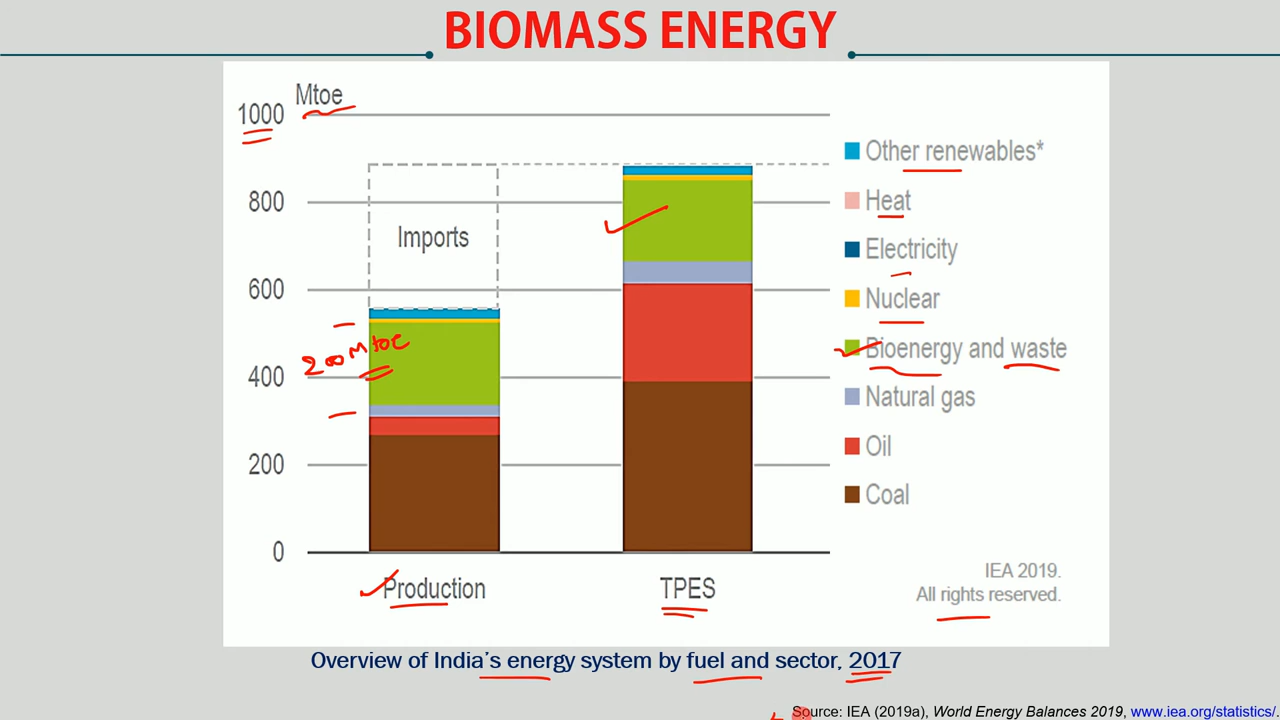 BIOMASS ENERGY
Mtoe
1000
800
600
400
200
0
Imports
200 Mtoe
Production
TPES
Other renewables*
Heat
Electricity
Nuclear
Bioenergy and waste
Natural gas
Oil
Coal
IEA 2019.
All rights reserved.
Overview of India's energy system by fuel and sector, 2017
Source: IEA (2019a), World Energy Balances 2019, www.iea.org/statistics/.